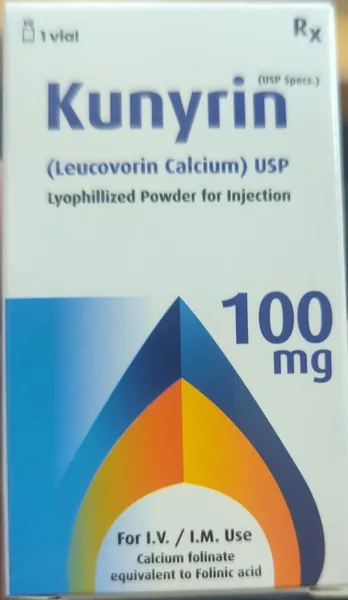 1 vial
Rx
(USP Specs.)
Kunyrin
(Leucovorin Calcium) USP
Lyophillized Powder for Injection
100
mg
For I.V. / I.M. Use
Calcium folinate
equivalent to Folinic acid